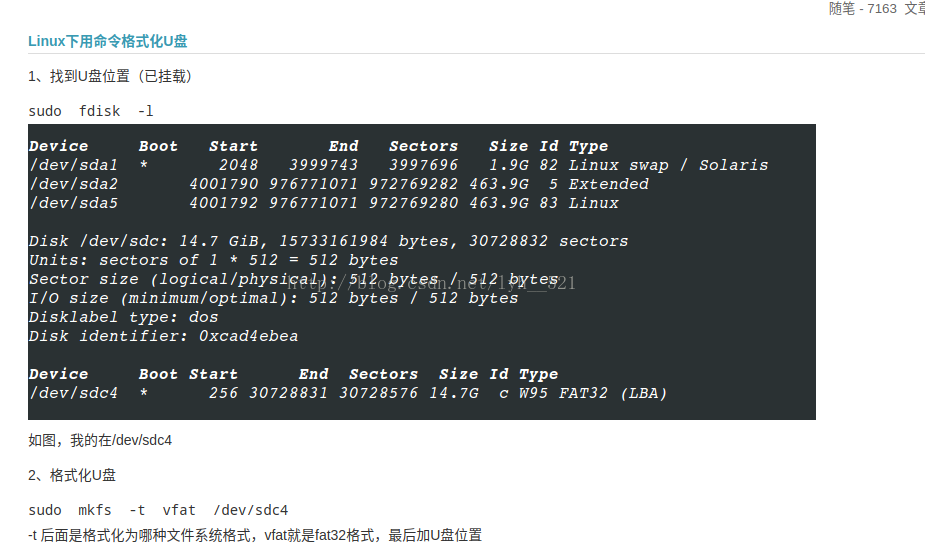 随笔 - 7163 文章
Linux下用命令格式化U盘
1、找到U盘位置（已挂载）
sudo fdisk -l
Device Boot Start End Sectors Size Id Type
/dev/sda1 * 2048 3999743 3997696 1.9G 82 Linux swap / Solaris
/dev/sda2 4001790 976771071 972769282 463.9G 5 Extended
/dev/sda5 4001792 976771071 972769280 463.9G 83 Linux
Disk /dev/sdc: 14.7 GiB, 15733161984 bytes, 30728832 sectors
Units: sectors of 1 * 512 = 512 bytes
Sector size (logical/physical): 512 bytes / 512 bytes
I/O size (minimum/optimal): 512 bytes / 512 bytes
Disklabel type: dos
Disk identifier: 0xcad4ebea
Device Boot Start End Sectors Size Id Type
/dev/sdc4 * 256 30728831 30728576 14.7G c W95 FAT32 (LBA)
如图，我的在/dev/sdc4
2、格式化U盘
sudo mkfs -t vfat /dev/sdc4
-t 后面是格式化为哪种文件系统格式，vfat就是fat32格式，最后加U盘位置